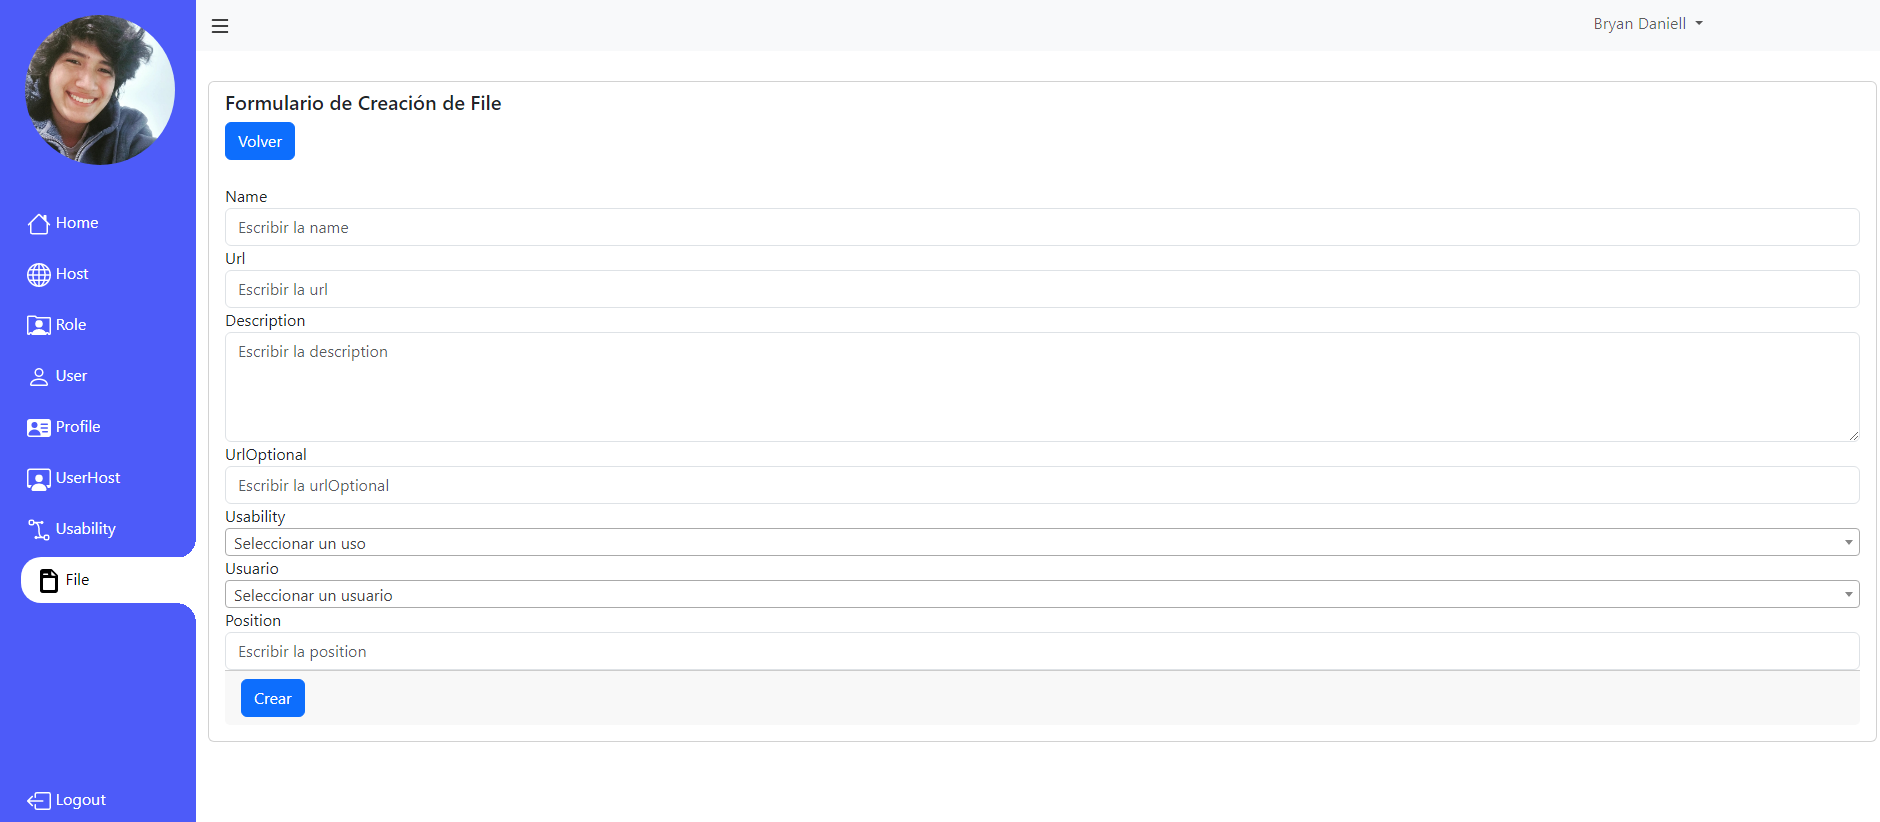 Bryan Daniell
Home
Host
Role
User
Profile
UserHost
Usability
File
Logout
Formulario de Creación de File
Volver
Name
Escribir la name
Url
Escribir la url
Description
Escribir la description
UrlOptional
Escribir la urlOptional
Usability
Seleccionar un uso
Usuario
Seleccionar un usuario
Position
Escribir la position
Crear